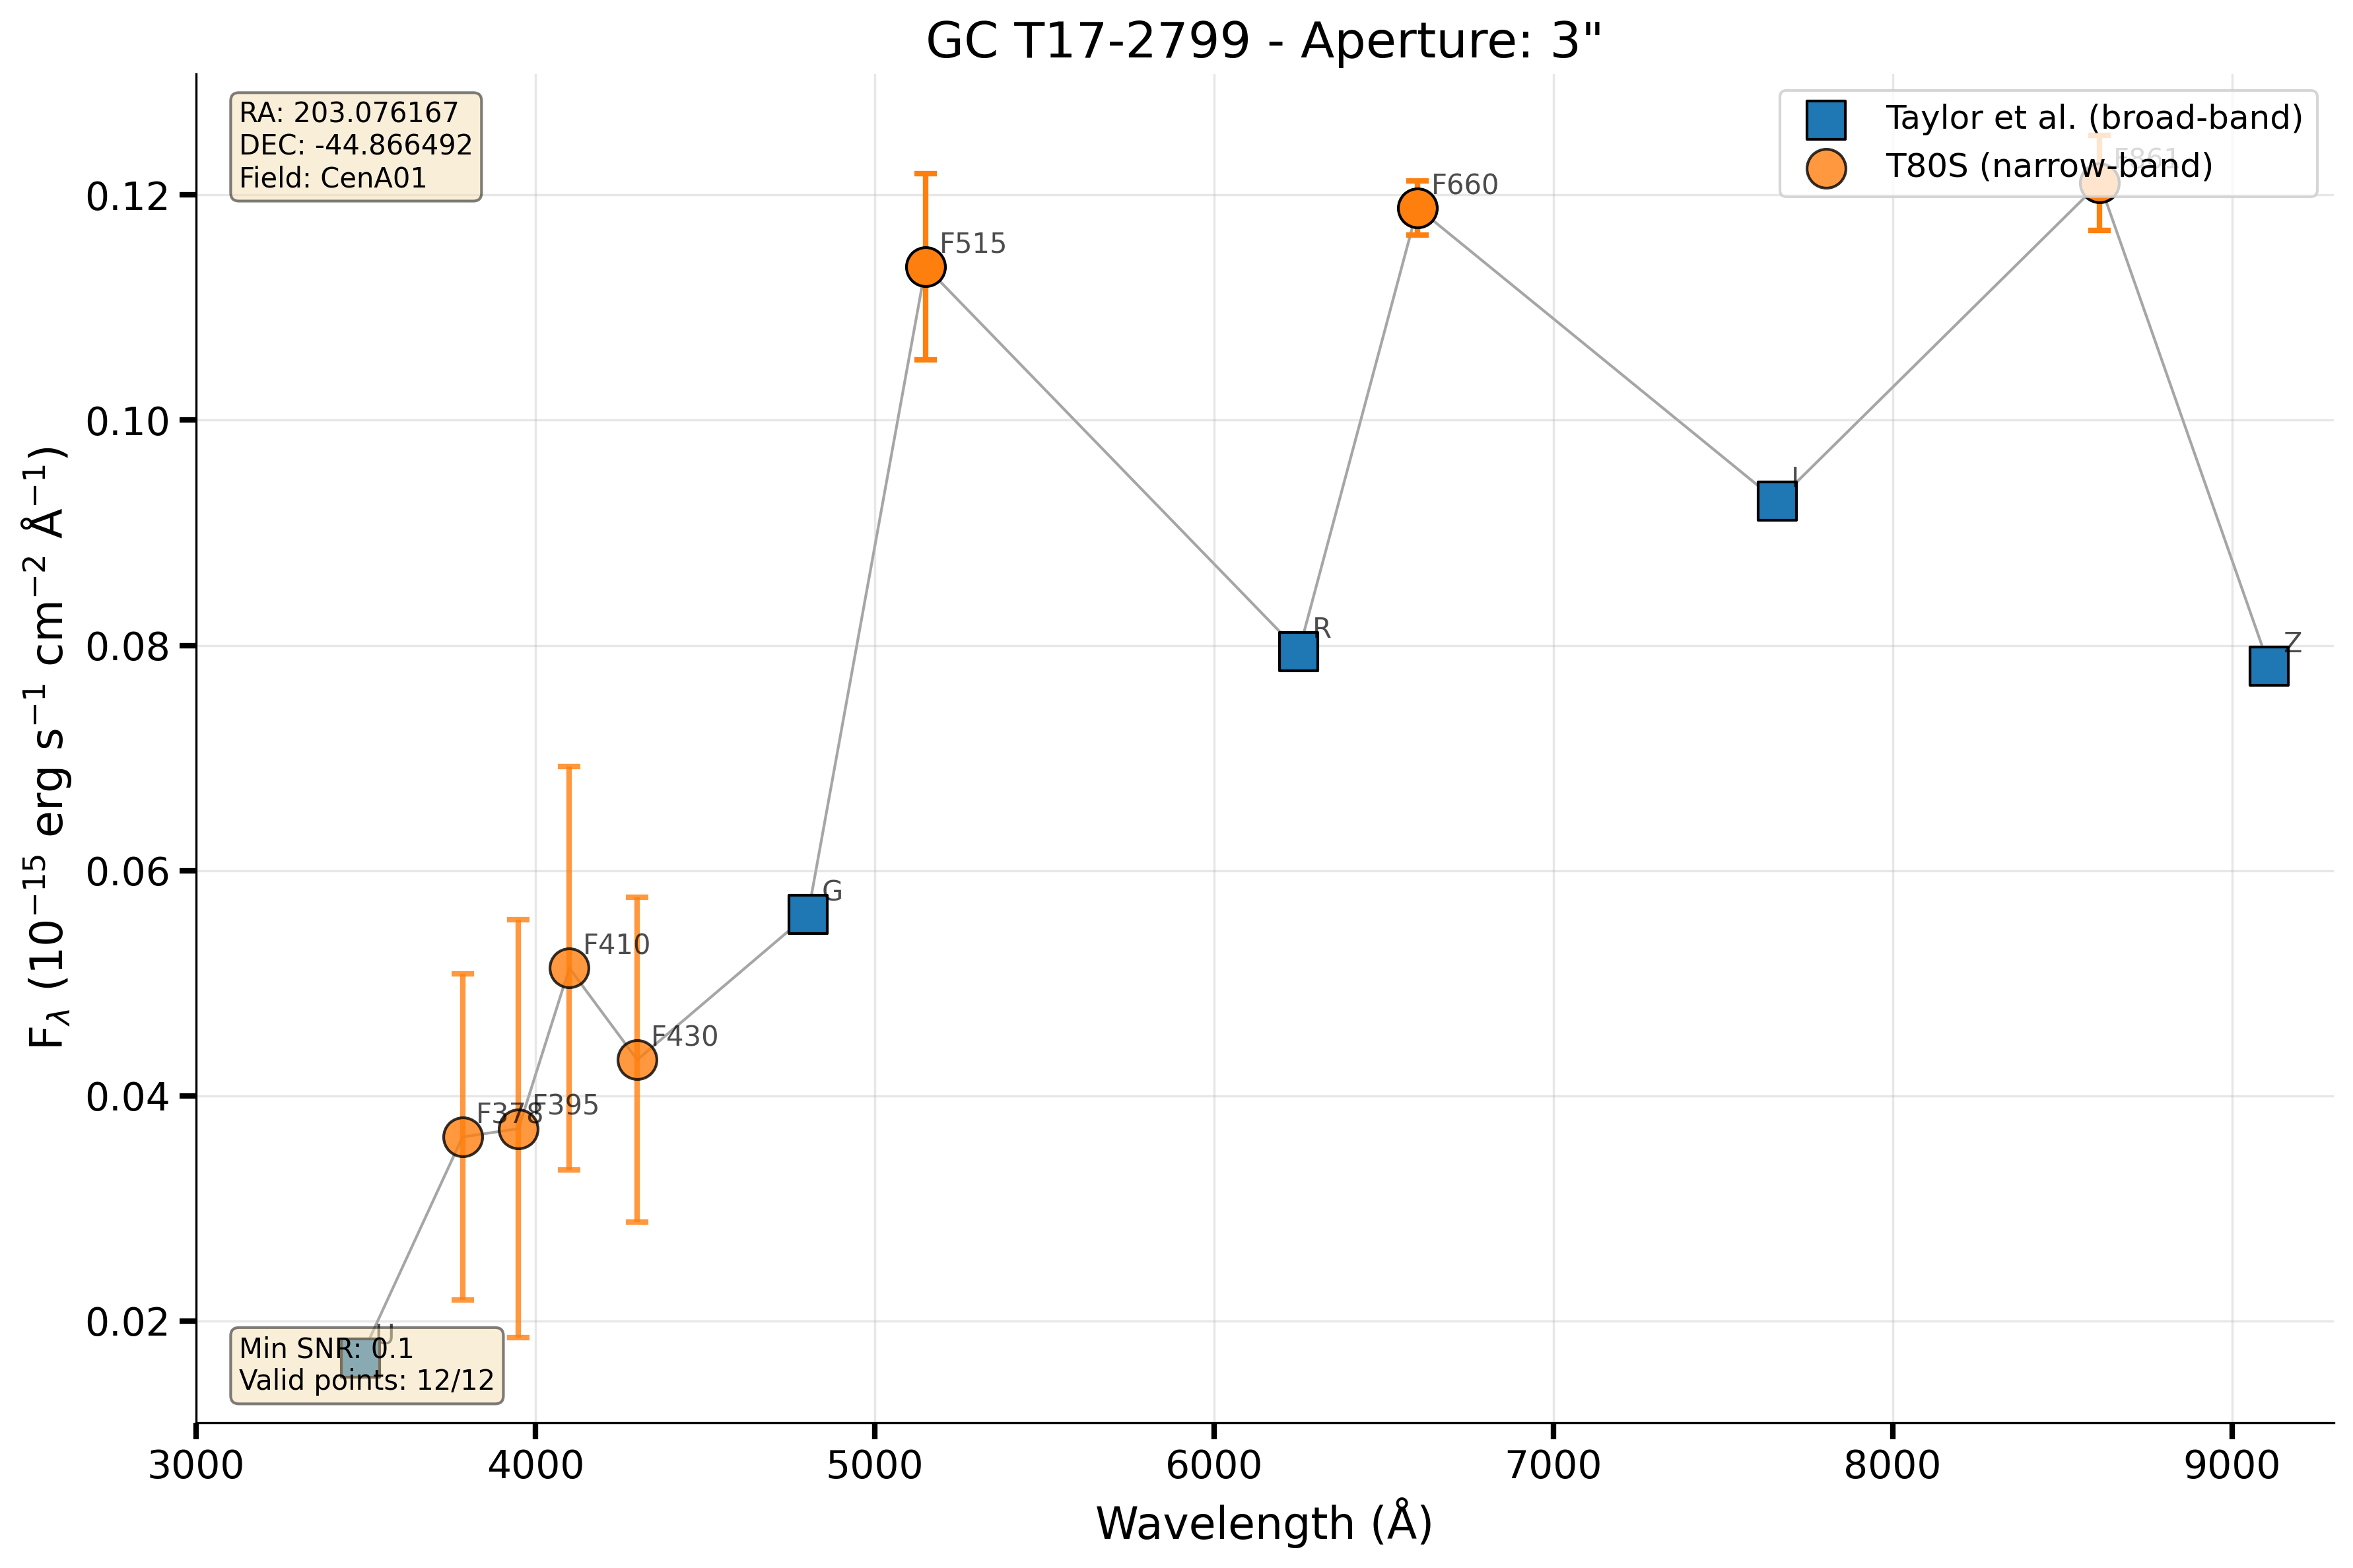 GC T17-2799 - Aperture: 3"
RA: 203.076167
DEC: -44.866492
Field: CenA01
Taylor et al. (broad-band)
T80S (narrow-band)
F861
F660
F515
I
R
Z
G
F410
F430
F378
F395
U
Min SNR: 0.1
Valid points: 12/12
0.12
0.10
0.08
0.06
0.04
0.02
F_λ (10⁻¹⁵ erg s⁻¹ cm⁻² Å⁻¹)
3000 4000 5000 6000 7000 8000 9000
Wavelength (Å)